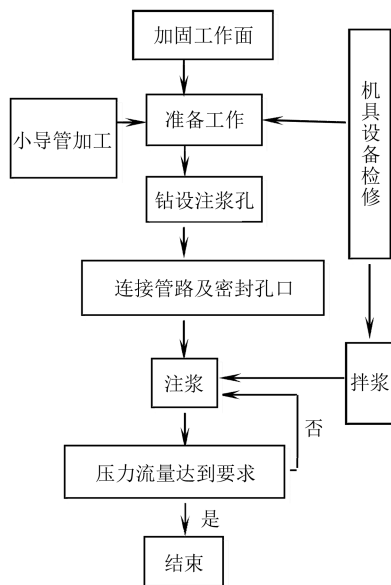 加固工作面
机具设备检修
小导管加工
准备工作
钻设注浆孔
连接管路及密封孔口
注浆
拌浆
否
压力流量达到要求
是
结束